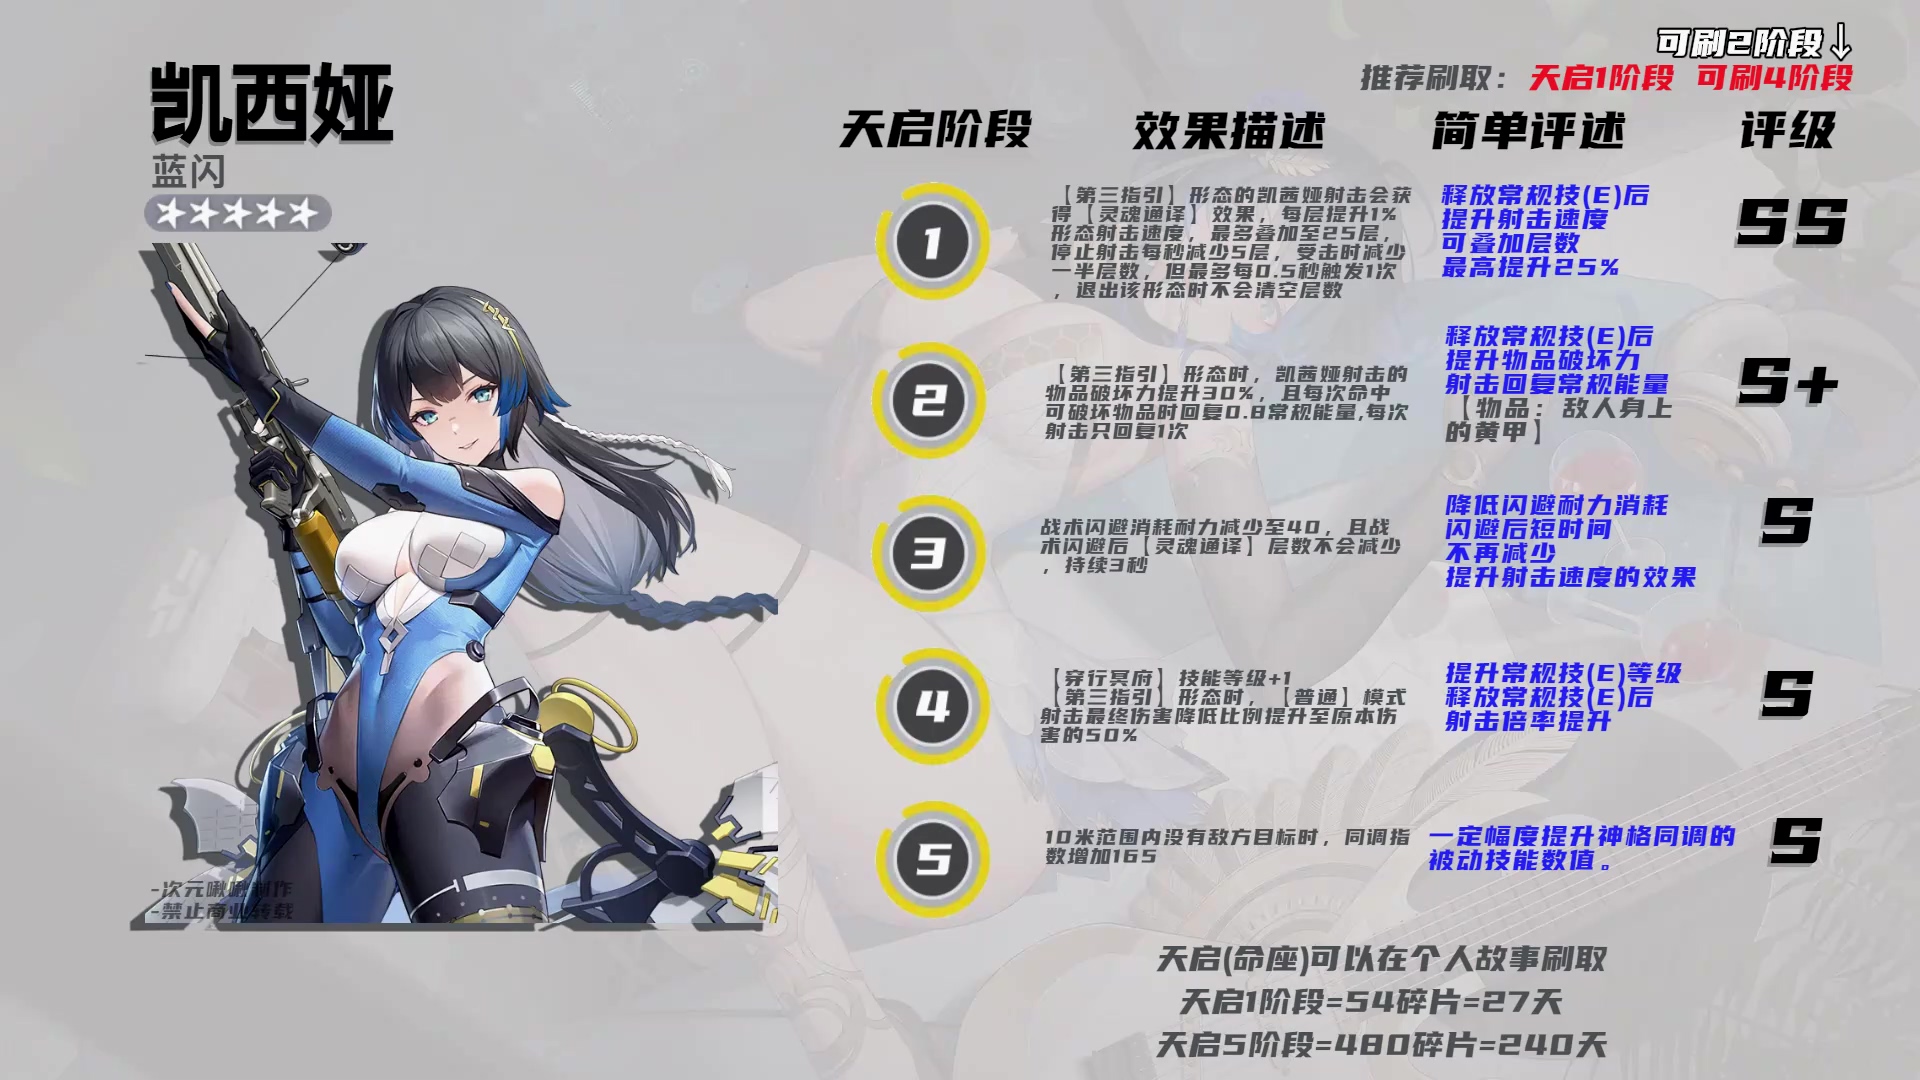 凯西娅
蓝闪
可刷2阶段↓
推荐刷取：天启1阶段 可刷4阶段
天启阶段 效果描述 简单评述 评级
1
【第三指引】形态的凯茜娅射击会获
得【灵魂通译】效果，每层提升1%
形态射击速度，最多叠加至25层，
停止射击每秒减少5层，受击时减少
一半层数，但最多每0.5秒触发1次
，退出该形态时不会清空层数
释放常规技(E)后
提升射击速度
可叠加层数
最高提升25%
SS
2
【第三指引】形态时，凯茜娅射击的
物品破坏力提升30%，且每次命中
可破坏物品时回复0.8常规能量,每次
射击只回复1次
释放常规技(E)后
提升物品破坏力
射击回复常规能量
【物品：敌人身上
的黄甲】
S+
3
战术闪避消耗耐力减少至40，且战
术闪避后【灵魂通译】层数不会减少
，持续3秒
降低闪避耐力消耗
闪避后短时间
不再减少
提升射击速度的效果
S
4
【穿行冥府】技能等级+1
【第三指引】形态时，【普通】模式
射击最终伤害降低比例提升至原本伤
害的50%
提升常规技(E)等级
释放常规技(E)后
射击倍率提升
S
5
10米范围内没有敌方目标时，同调指
数增加165
一定幅度提升神格同调的
被动技能数值。
S
-次元啾啾制作
-禁止商业转载
天启(命座)可以在个人故事刷取
天启1阶段=54碎片=27天
天启5阶段=480碎片=240天